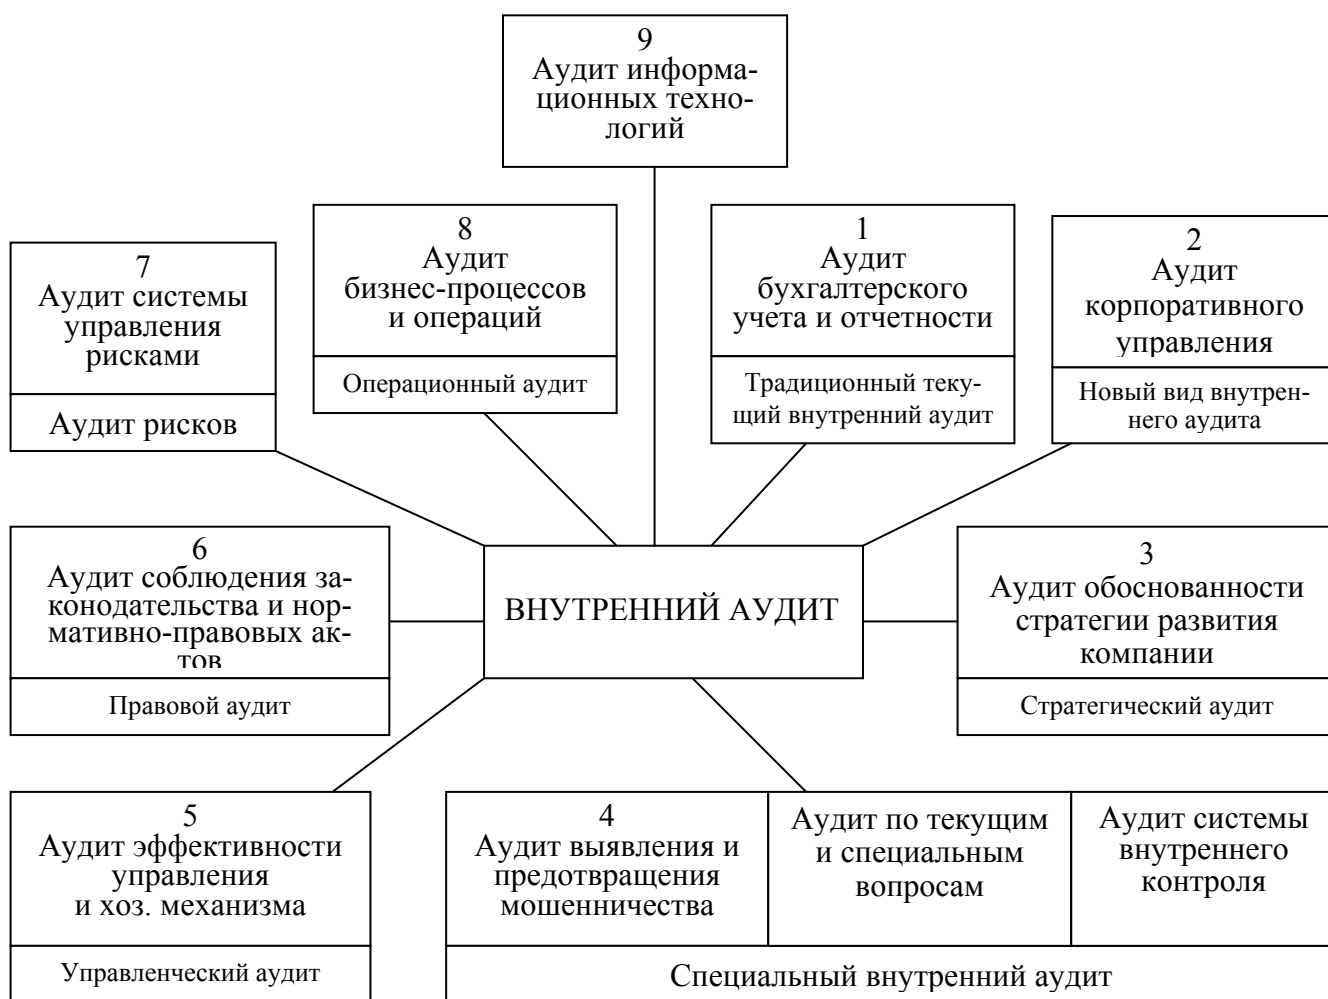 9
Аудит информа-
ционных техно-
логий
8
Аудит
бизнес-процессов
и операций
Операционный аудит
1
Аудит
бухгалтерского
учета и отчетности
Традиционный теку-
щий внутренний аудит
2
Аудит
корпоративного
управления
Новый вид внутрен-
него аудита
7
Аудит системы
управления
рисками
Аудит рисков
6
Аудит соблюдения за-
конодательства и нор-
мативно-правовых ак-
тов
Правовой аудит
ВНУТРЕННИЙ АУДИТ
3
Аудит обоснованности
стратегии развития
компании
Стратегический аудит
5
Аудит эффективности
управления
и хоз. механизма
Управленческий аудит
4
Аудит выявления и
предотвращения
мошенничества
Аудит по текущим
и специальным
вопросам
Аудит системы
внутреннего
контроля
Специальный внутренний аудит